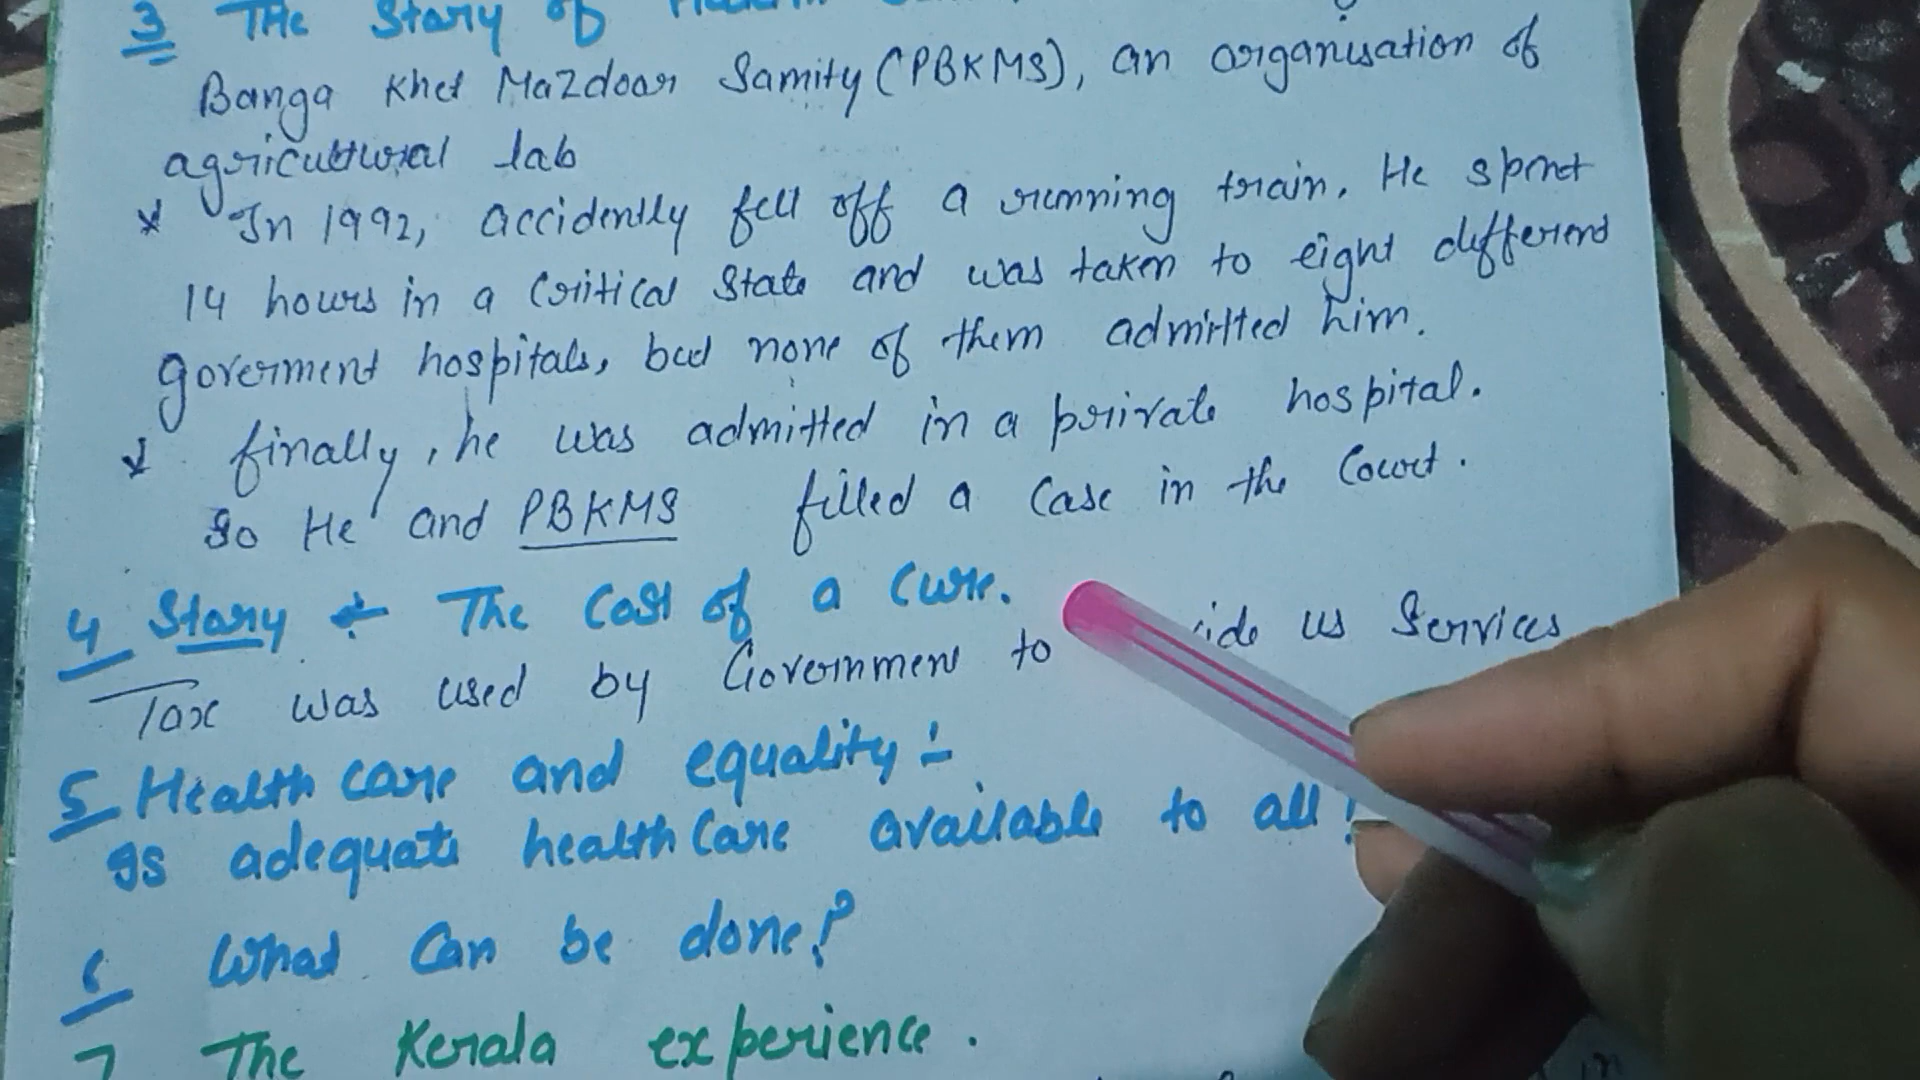 3 THe Story of
Banga Khet Mazdoor Samity (PBKMS), an organisation of
agricultural lab
* In 1992, accidently fell off a running train. He spent
14 hours in a Critical State and was taken to eight different
goverment hospitals, but none of them admitted him.
* finally, he was admitted in a private hospital.
So He and PBKMS filled a Case in the Court.
4 Story ÷ The Cost of a Cure.
Tax was used by Government to ide us Services
5 Health care and equality :-
Is adequate health Care available to all?
6 What Can be done?
7 The Kerala experience.